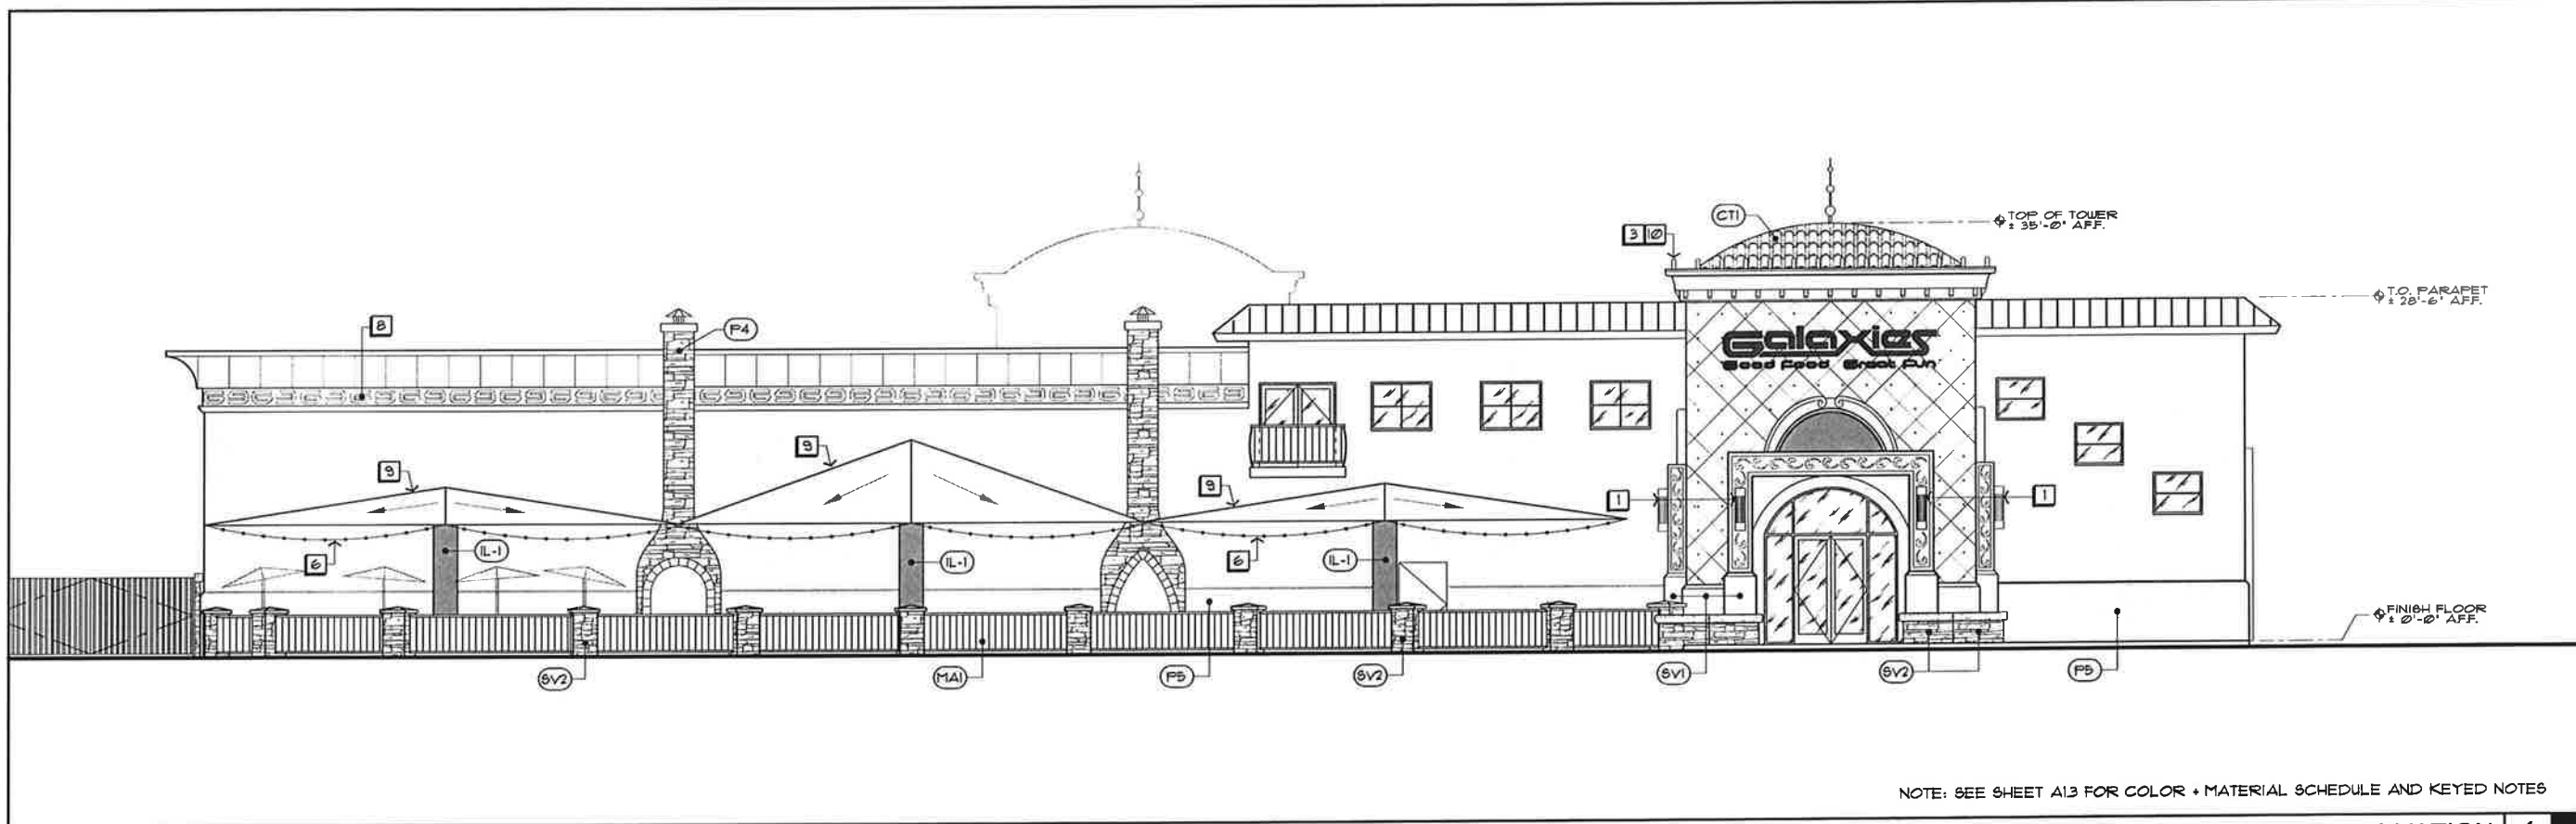 CT1
3 10
TOP OF TOWER
± 35'-0" AFF.
T.O. PARAPET
± 28'-6" AFF.
8
P4
Galaxies
Good Food Great Fun
9
9
9
1
1
6
IL-1
IL-1
6
IL-1
FINISH FLOOR
± 0'-0" AFF.
SV2
MA1
P5
SV2
SV1
SV2
P5
NOTE: SEE SHEET A1.3 FOR COLOR + MATERIAL SCHEDULE AND KEYED NOTES